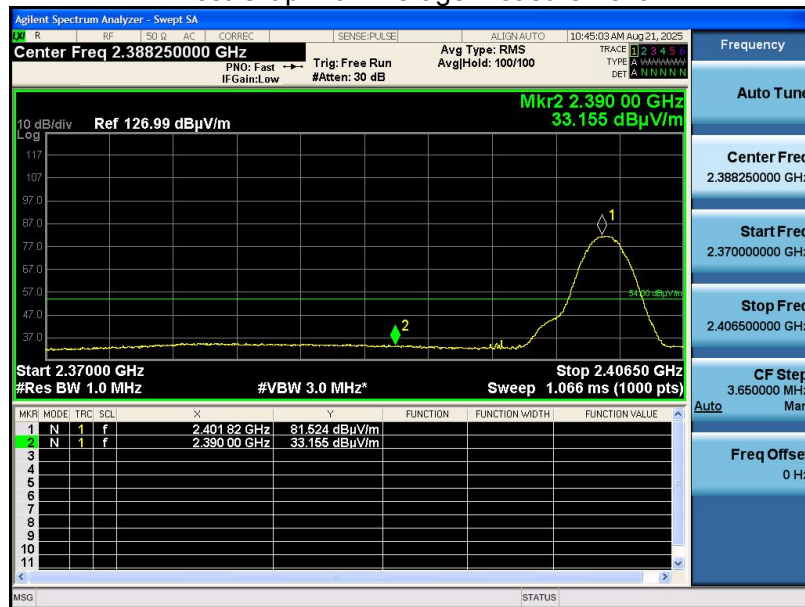 Agilent Spectrum Analyzer - Swept SA
LXI R RF 50 Ω AC CORREC SENSE:PULSE ALIGN AUTO 10:45:03 AM Aug 21, 2025
Center Freq 2.388250000 GHz
PNO: Fast
IFGain:Low
Trig: Free Run
#Atten: 30 dB
Avg Type: RMS
Avg|Hold: 100/100
TRACE 1 2 3 4 5 6
TYPE A WWWWW
DET A N N N N N
Mkr2 2.390 00 GHz
33.155 dBµV/m
10 dB/div Ref 126.99 dBµV/m
Log
117
107
97.0
87.0
77.0
67.0
57.0
47.0
37.0
1
54.00 dBµV/m
2
Start 2.37000 GHz Stop 2.40650 GHz
#Res BW 1.0 MHz #VBW 3.0 MHz* Sweep 1.066 ms (1000 pts)
MKR MODE TRC SCL X Y FUNCTION FUNCTION WIDTH FUNCTION VALUE
1 N 1 f 2.401 82 GHz 81.524 dBµV/m
2 N 1 f 2.390 00 GHz 33.155 dBµV/m
3
4
5
6
7
8
9
10
11
MSG STATUS
Frequency
Auto Tune
Center Freq
2.388250000 GHz
Start Freq
2.370000000 GHz
Stop Freq
2.406500000 GHz
CF Step
3.650000 MHz
Auto Man
Freq Offset
0 Hz